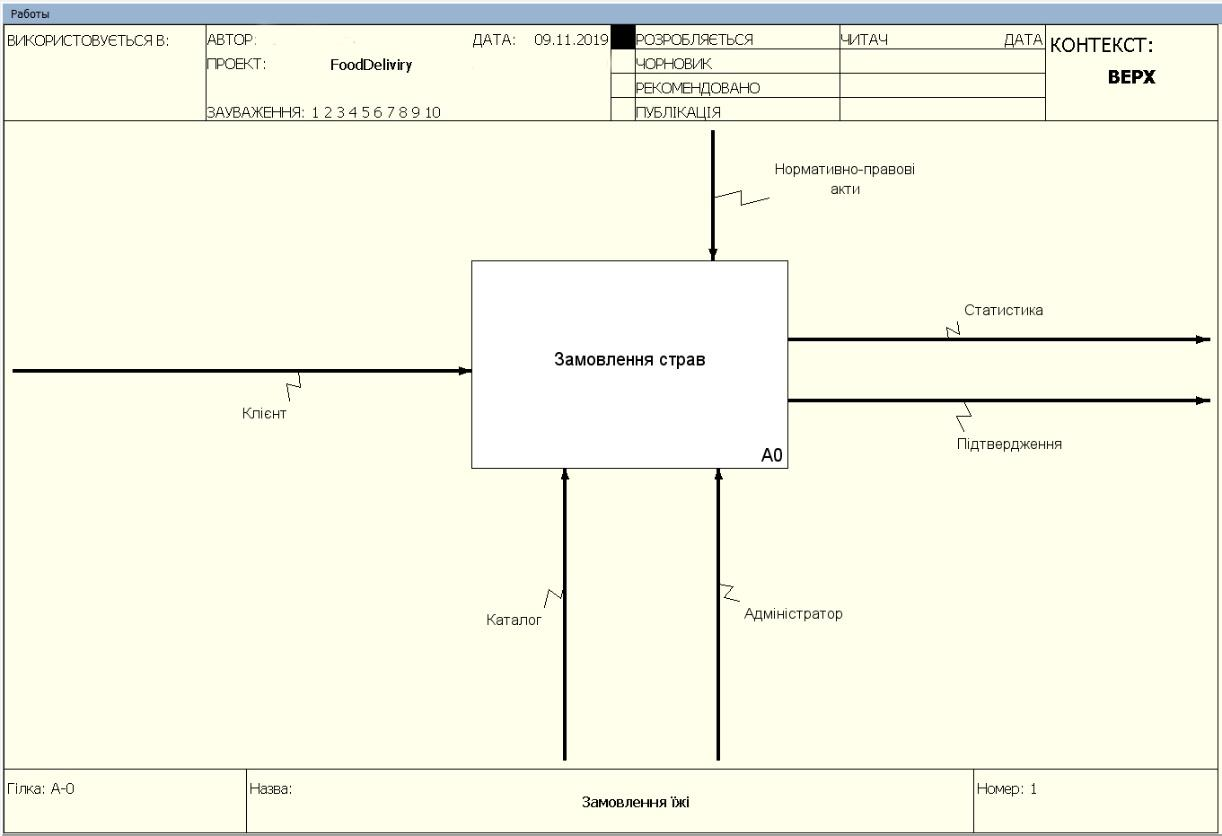 Работы
ВИКОРИСТОВУЄТЬСЯ В:
АВТОР:
ДАТА: 09.11.2019
РОЗРОБЛЯЄТЬСЯ
ЧИТАЧ
ДАТА
КОНТЕКСТ:
ПРОЕКТ: FoodDeliviry
ЧОРНОВИК
ВЕРХ
РЕКОМЕНДОВАНО
ЗАУВАЖЕННЯ: 1 2 3 4 5 6 7 8 9 10
ПУБЛІКАЦІЯ
Нормативно-правові
акти
Статистика
Замовлення страв
Клієнт
Підтвердження
A0
Каталог
Адміністратор
Гілка: A-0
Назва:
Замовлення їжі
Номер: 1